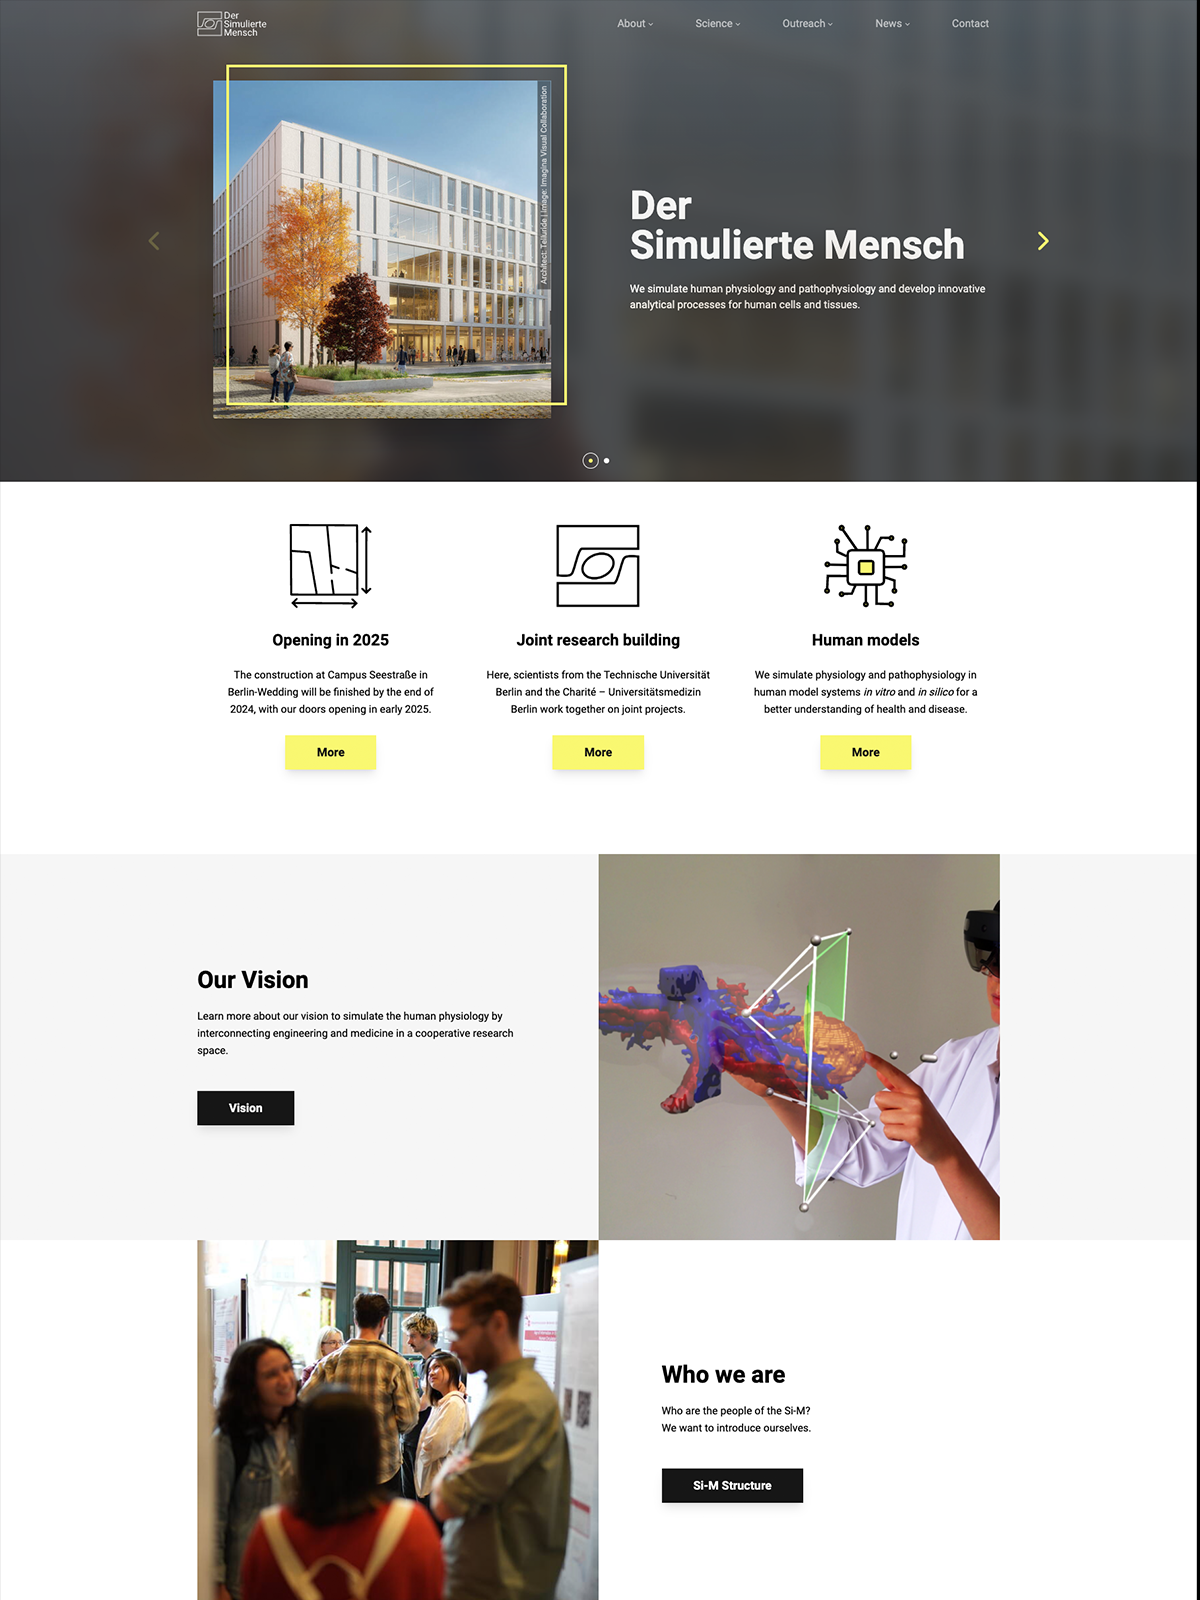 Der
Simulierte
Mensch
About
Science
Outreach
News
Contact
Architect: Telluride | Image: Imagina Visual Collaboration
Der
Simulierte Mensch
We simulate human physiology and pathophysiology and develop innovative
analytical processes for human cells and tissues.
Opening in 2025
The construction at Campus Seestraße in
Berlin-Wedding will be finished by the end of
2024, with our doors opening in early 2025.
More
Joint research building
Here, scientists from the Technische Universität
Berlin and the Charité – Universitätsmedizin
Berlin work together on joint projects.
More
Human models
We simulate physiology and pathophysiology in
human model systems in vitro and in silico for a
better understanding of health and disease.
More
Our Vision
Learn more about our vision to simulate the human physiology by
interconnecting engineering and medicine in a cooperative research
space.
Vision
Who we are
Who are the people of the Si-M?
We want to introduce ourselves.
Si-M Structure